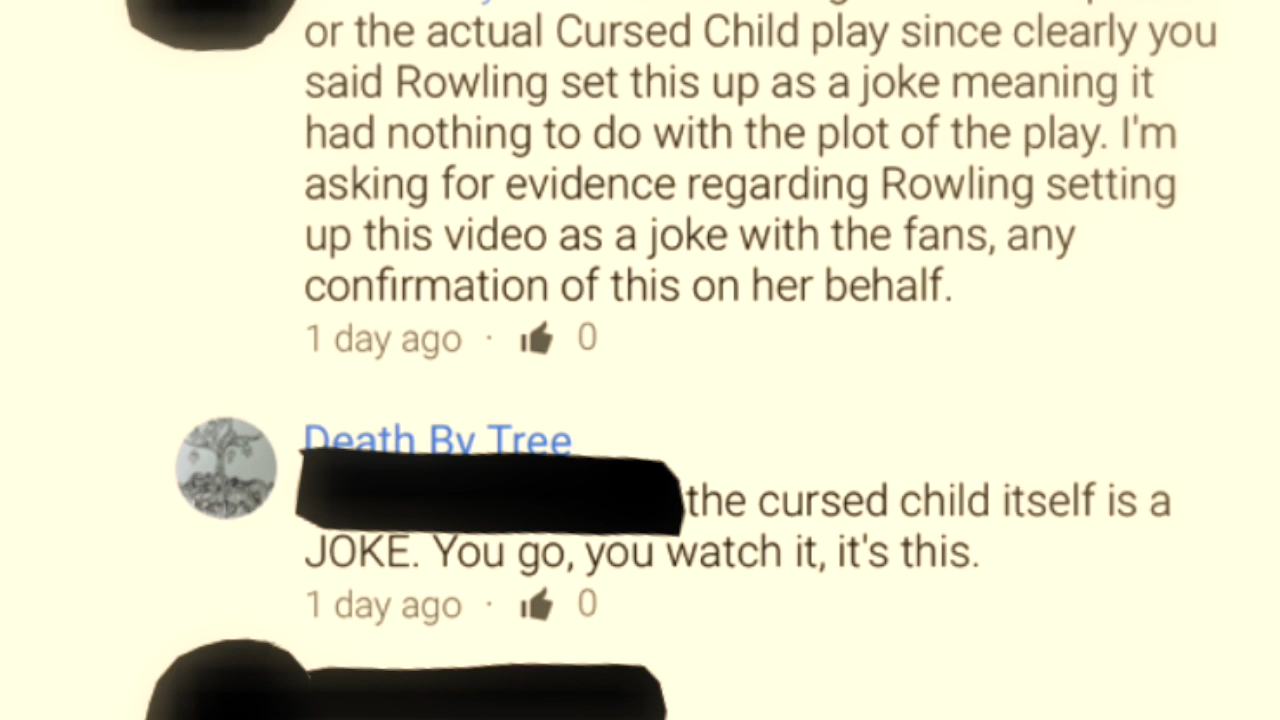 or the actual Cursed Child play since clearly you
said Rowling set this up as a joke meaning it
had nothing to do with the plot of the play. I'm
asking for evidence regarding Rowling setting
up this video as a joke with the fans, any
confirmation of this on her behalf.
1 day ago · 0
Death By Tree
the cursed child itself is a
JOKE. You go, you watch it, it's this.
1 day ago · 0